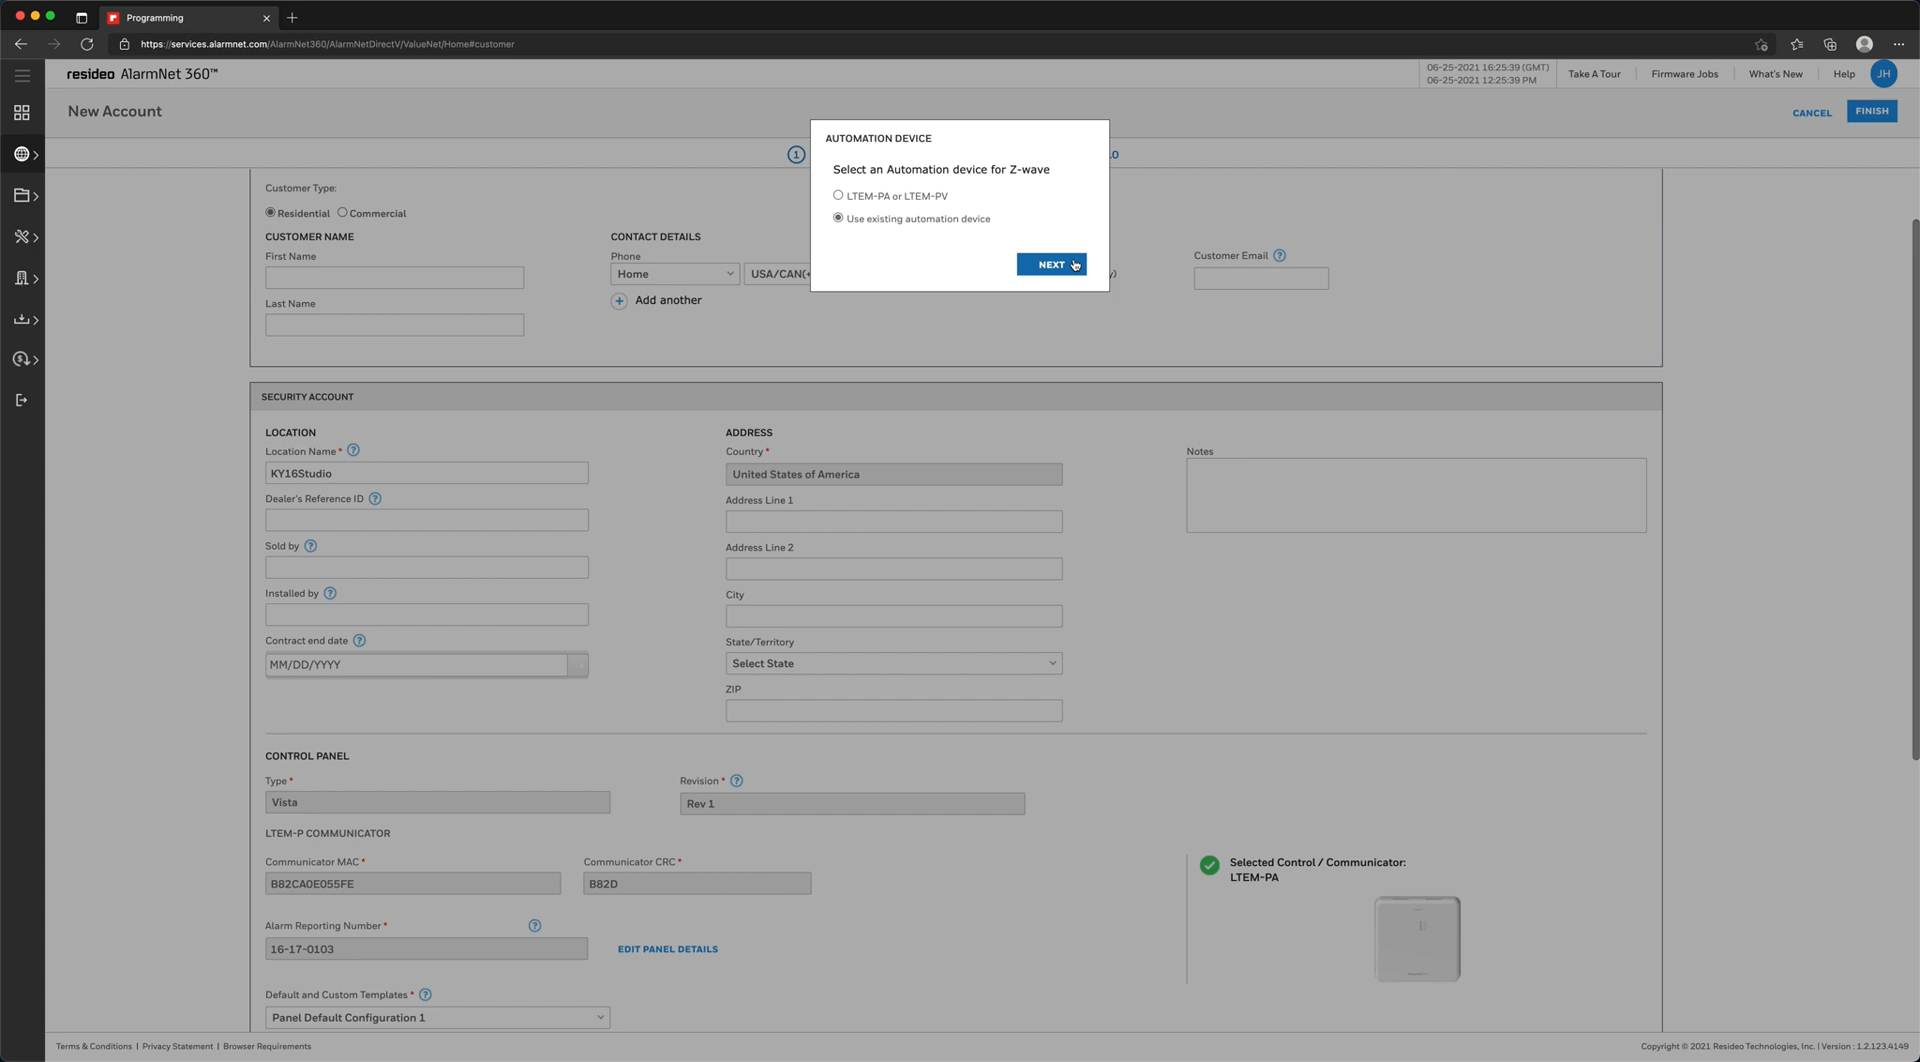 Programming
https://services.alarmnet.com/AlarmNet360/AlarmNetDirectV/ValueNet/Home#customer
resideo AlarmNet 360™
06-25-2021 16:25:39 (GMT)
06-25-2021 12:25:39 PM
Take A Tour
Firmware Jobs
What's New
Help
JH
New Account
CANCEL
FINISH
1
AUTOMATION DEVICE
Select an Automation device for Z-wave
LTEM-PA or LTEM-PV
Use existing automation device
NEXT
Customer Type:
Residential
Commercial
CUSTOMER NAME
First Name
Last Name
CONTACT DETAILS
Phone
Home
USA/CAN(+
Add another
Customer Email ?
SECURITY ACCOUNT
LOCATION
Location Name * ?
KY16Studio
Dealer's Reference ID ?
Sold by ?
Installed by ?
Contract end date ?
MM/DD/YYYY
ADDRESS
Country *
United States of America
Address Line 1
Address Line 2
City
State/Territory
Select State
ZIP
Notes
CONTROL PANEL
Type *
Vista
Revision * ?
Rev 1
LTEM-P COMMUNICATOR
Communicator MAC *
B82CA0E055FE
Communicator CRC *
B82D
Alarm Reporting Number * ?
16-17-0103
EDIT PANEL DETAILS
Default and Custom Templates * ?
Panel Default Configuration 1
Selected Control / Communicator:
LTEM-PA
Terms & Conditions | Privacy Statement | Browser Requirements
Copyright © 2021 Resideo Technologies, Inc. | Version : 1.2.123.4149